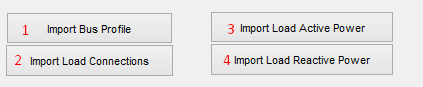 1 Import Bus Profile
2 Import Load Connections
3 Import Load Active Power
4 Import Load Reactive Power